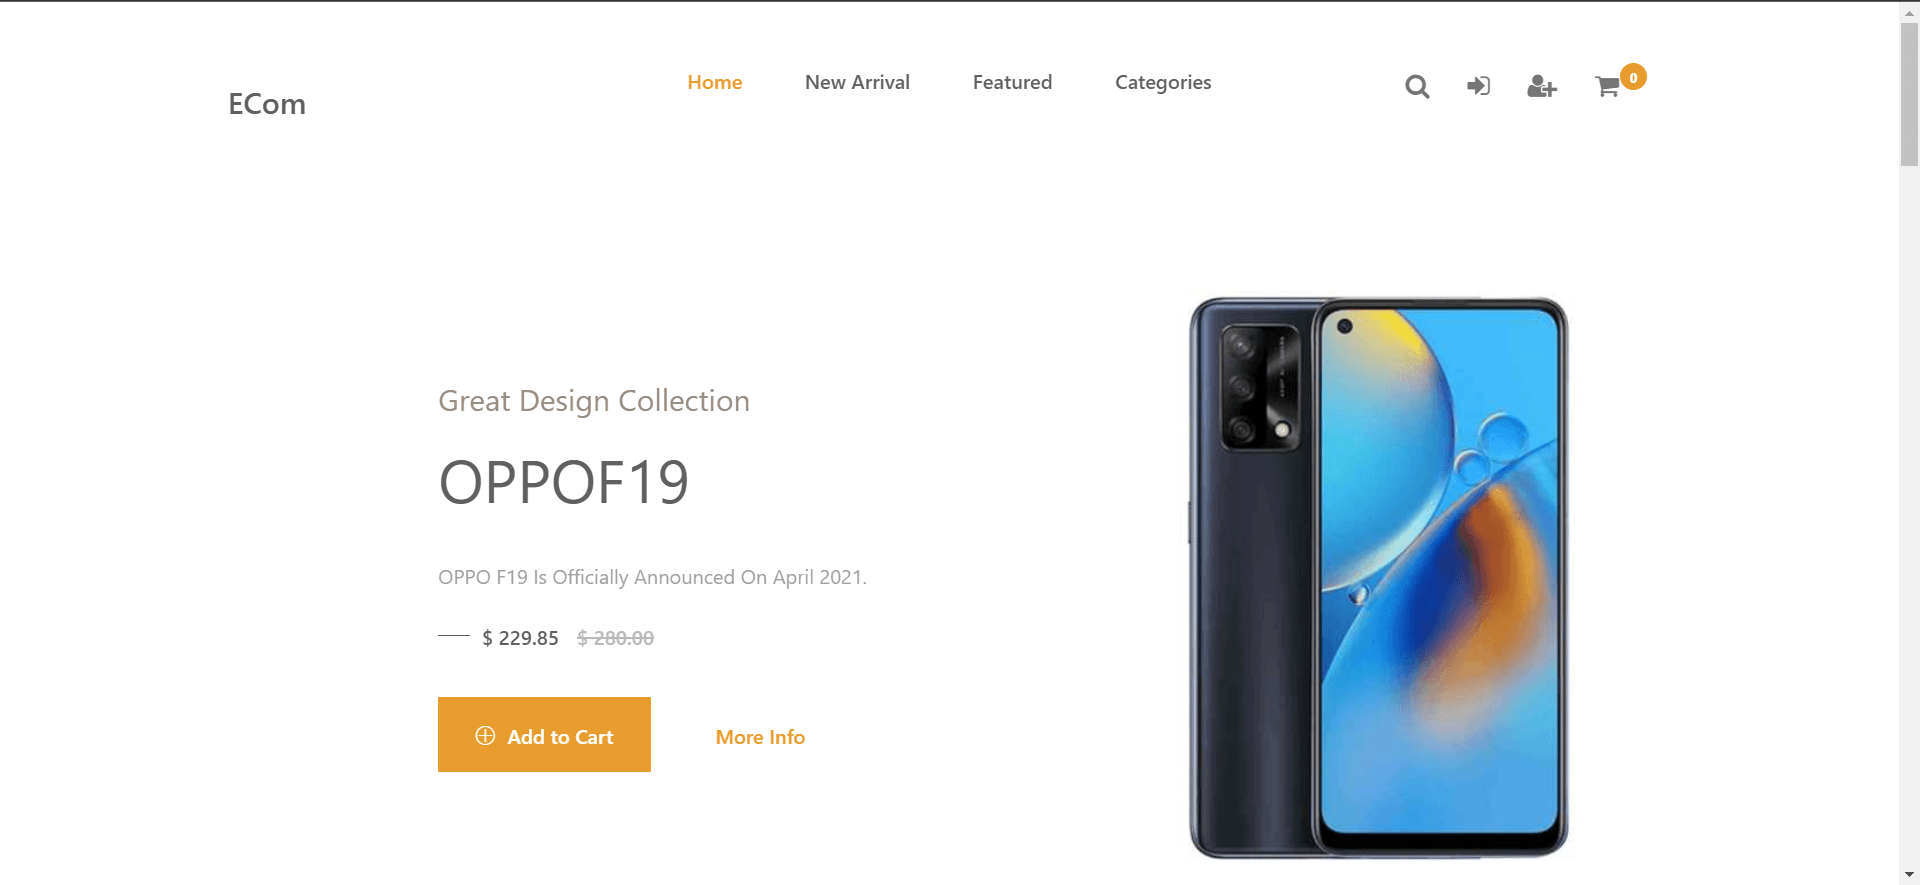 ECom
Home New Arrival Featured Categories
0
Great Design Collection
OPPOF19
OPPO F19 Is Officially Announced On April 2021.
$ 229.85 $ 280.00
Add to Cart More Info